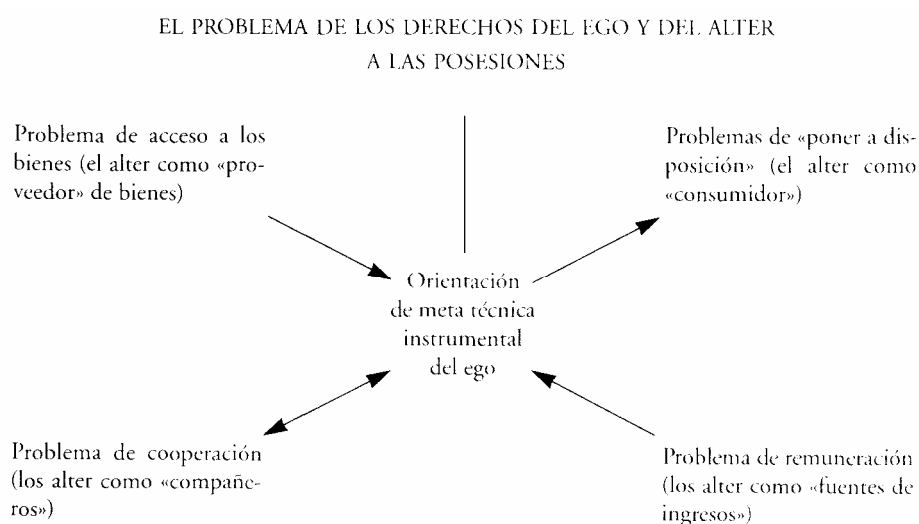 EL PROBLEMA DE LOS DERECHOS DEL EGO Y DEL ALTER
A LAS POSESIONES
Problema de acceso a los
bienes (el alter como «pro-
veedor» de bienes)
Problemas de «poner a dis-
posición» (el alter como
«consumidor»)
Orientación
de meta técnica
instrumental
del ego
Problema de cooperación
(los alter como «compañe-
ros»)
Problema de remuneración
(los alter como «fuentes de
ingresos»)